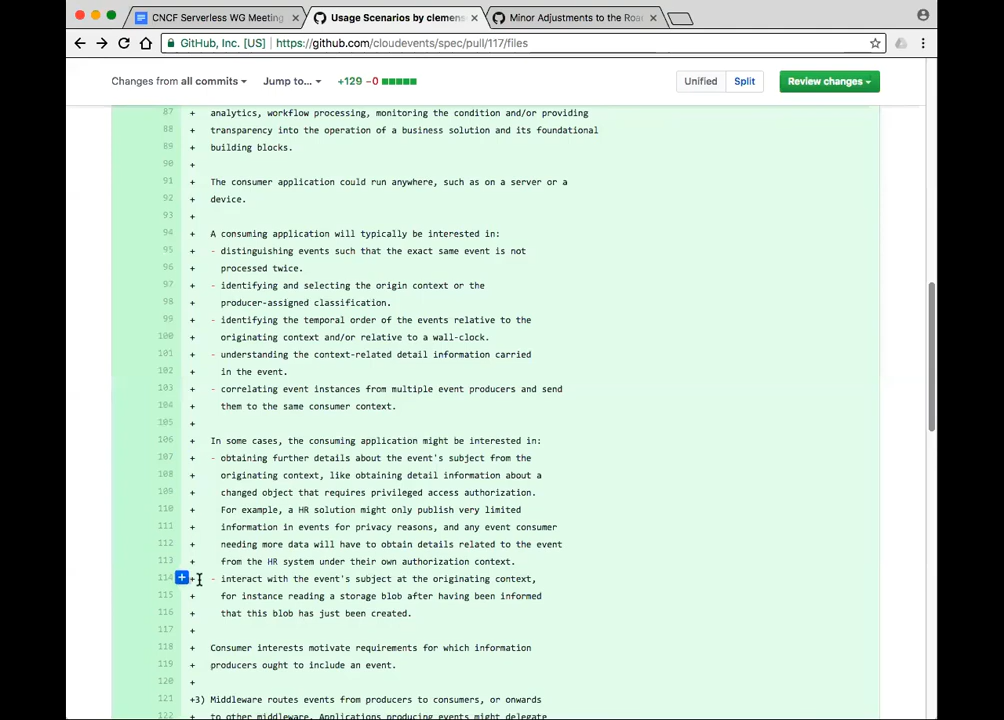 CNCF Serverless WG Meeting
Usage Scenarios by clemens
Minor Adjustments to the Roa
GitHub, Inc. [US] https://github.com/cloudevents/spec/pull/117/files
Changes from all commits Jump to... +129 −0
Unified Split Review changes
87 + analytics, workflow processing, monitoring the condition and/or providing
88 + transparency into the operation of a business solution and its foundational
89 + building blocks.
90 +
91 + The consumer application could run anywhere, such as on a server or a
92 + device.
93 +
94 + A consuming application will typically be interested in:
95 + - distinguishing events such that the exact same event is not
96 + processed twice.
97 + - identifying and selecting the origin context or the
98 + producer-assigned classification.
99 + - identifying the temporal order of the events relative to the
100 + originating context and/or relative to a wall-clock.
101 + - understanding the context-related detail information carried
102 + in the event.
103 + - correlating event instances from multiple event producers and send
104 + them to the same consumer context.
105 +
106 + In some cases, the consuming application might be interested in:
107 + - obtaining further details about the event's subject from the
108 + originating context, like obtaining detail information about a
109 + changed object that requires privileged access authorization.
110 + For example, a HR solution might only publish very limited
111 + information in events for privacy reasons, and any event consumer
112 + needing more data will have to obtain details related to the event
113 + from the HR system under their own authorization context.
114 + - interact with the event's subject at the originating context,
115 + for instance reading a storage blob after having been informed
116 + that this blob has just been created.
117 +
118 + Consumer interests motivate requirements for which information
119 + producers ought to include an event.
120 +
121 +3) Middleware routes events from producers to consumers, or onwards
122 + to other middleware. Applications producing events might delegate